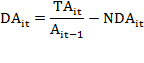 DA_it = TA_it / A_it−1 − NDA_it